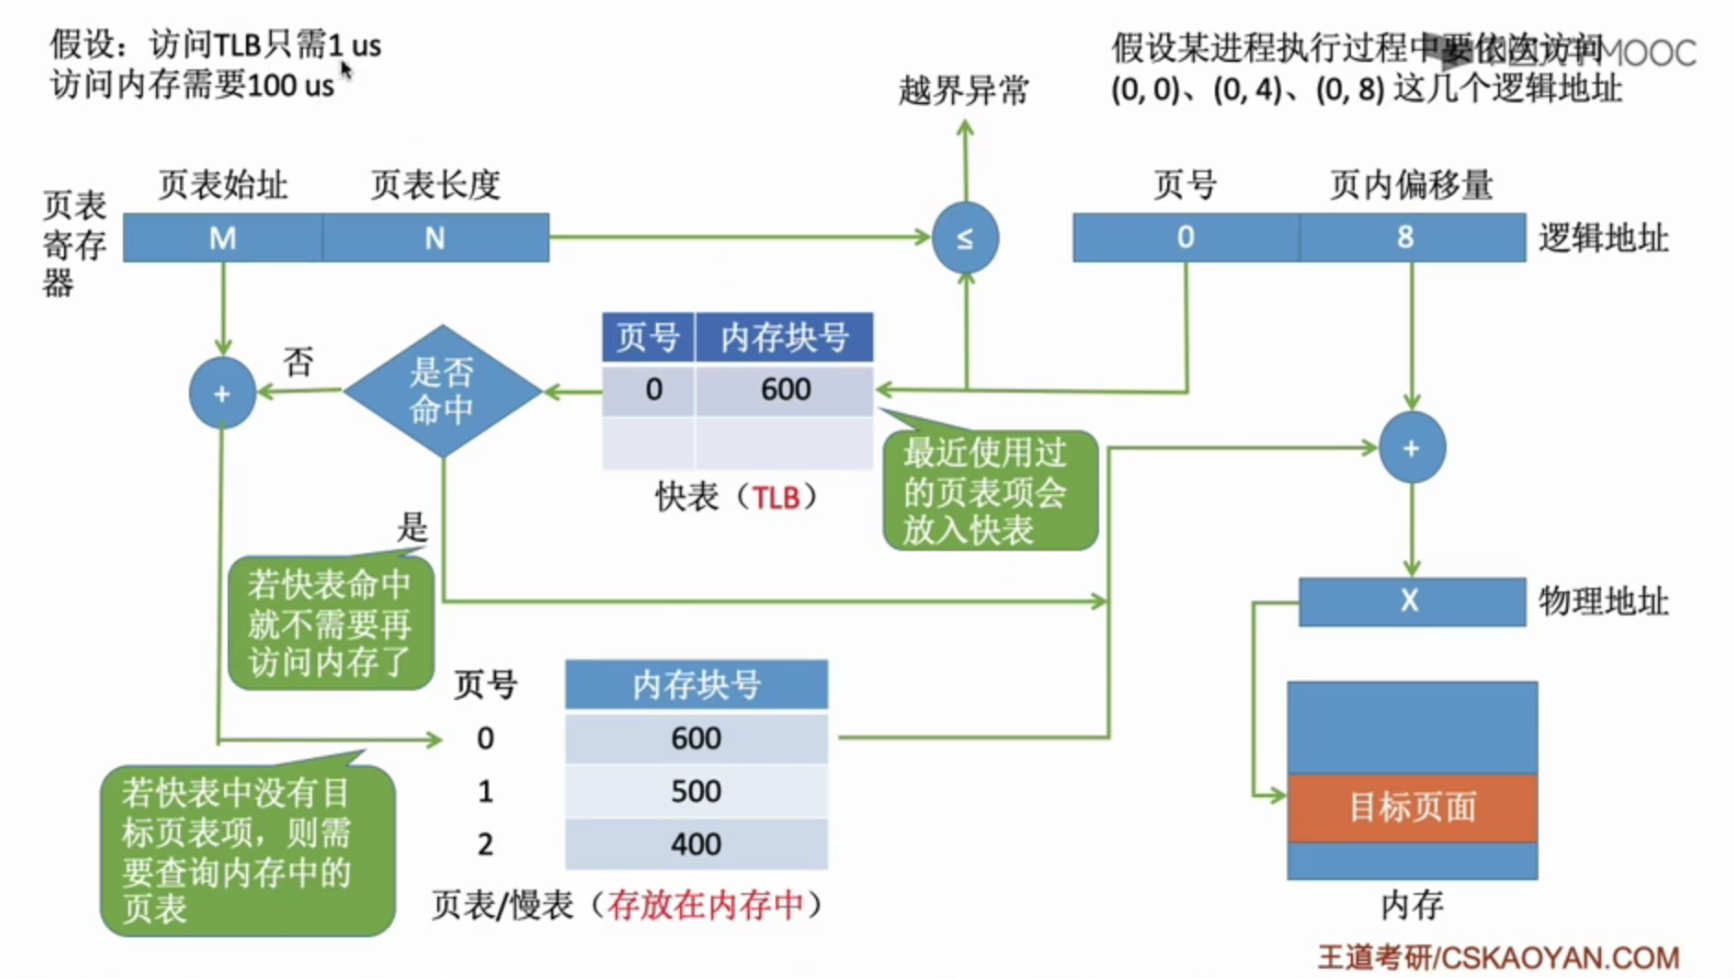 假设：访问TLB只需1 us
访问内存需要100 us
假设某进程执行过程中要依次访问
MOOC
(0, 0)、(0, 4)、(0, 8) 这几个逻辑地址
越界异常
页表始址
页表长度
页号
页内偏移量
页表
寄存
器
M
N
≤
0
8
逻辑地址
页号
内存块号
0
600
是否
命中
否
+
最近使用过
的页表项会
放入快表
+
快表（TLB）
是
若快表命中
就不需要再
访问内存了
X
物理地址
页号
内存块号
0
600
1
500
2
400
若快表中没有目
标页表项，则需
要查询内存中的
页表
目标页面
页表/慢表（存放在内存中）
内存
王道考研/CSKAOYAN.COM